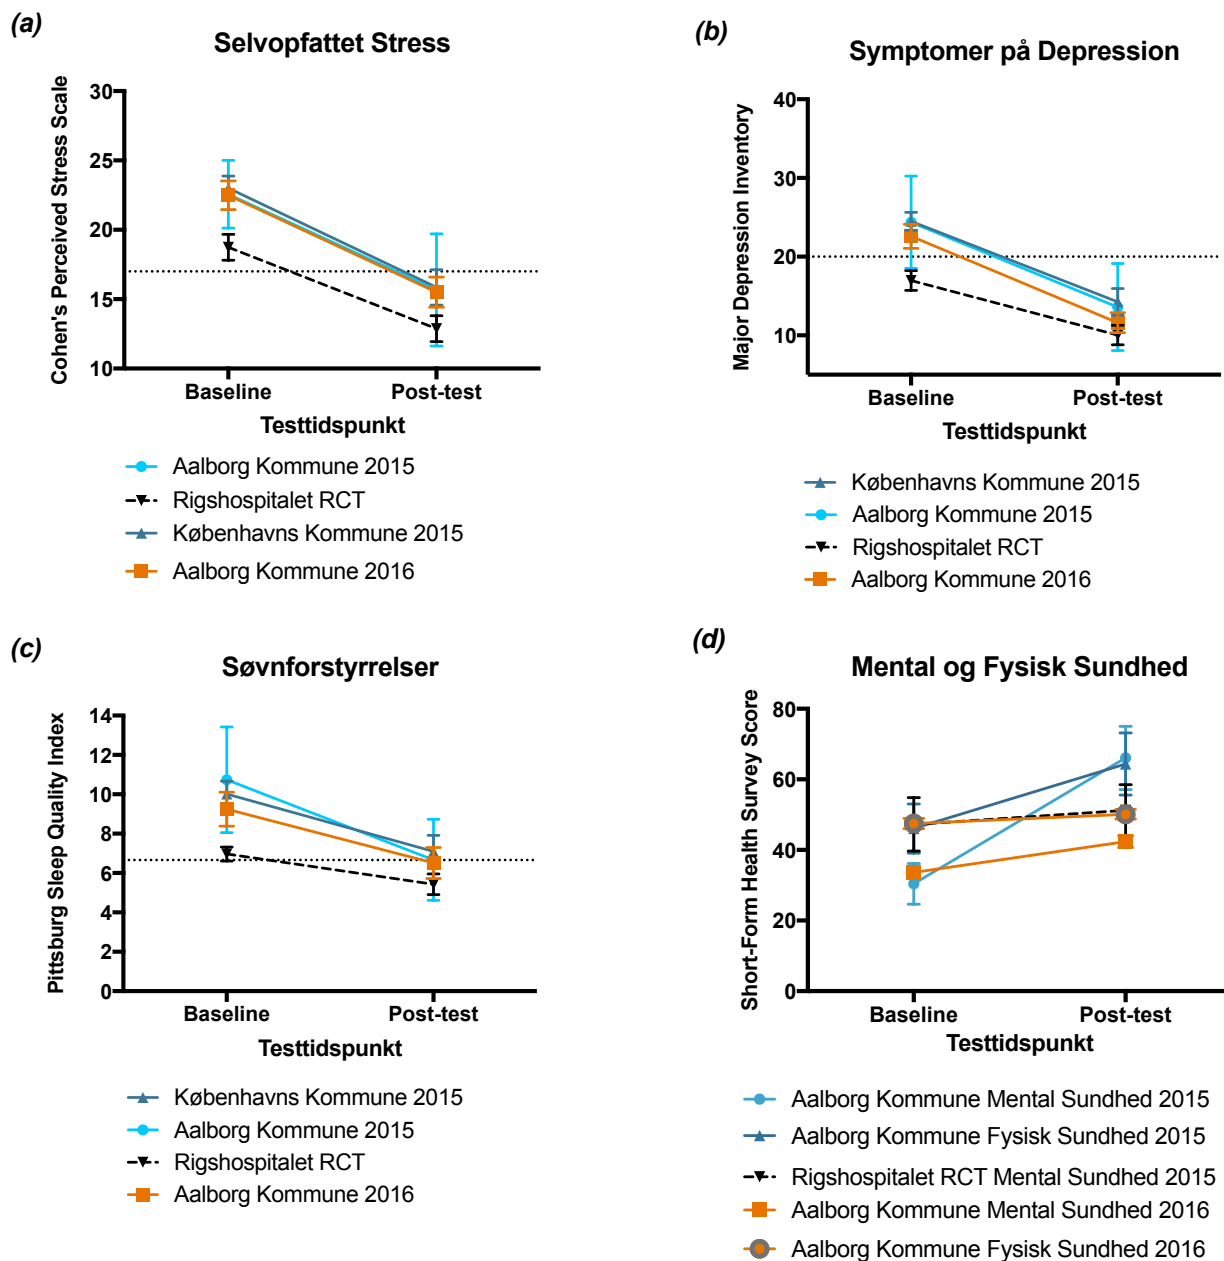 (a)
Selvopfattet Stress
Cohen's Perceived Stress Scale
30
25
20
15
10
Baseline
Post-test
Testtidspunkt
Aalborg Kommune 2015
Rigshospitalet RCT
Københavns Kommune 2015
Aalborg Kommune 2016
(b)
Symptomer på Depression
Major Depression Inventory
40
30
20
10
Baseline
Post-test
Testtidspunkt
Københavns Kommune 2015
Aalborg Kommune 2015
Rigshospitalet RCT
Aalborg Kommune 2016
(c)
Søvnforstyrrelser
Pittsburg Sleep Quality Index
14
12
10
8
6
4
2
0
Baseline
Post-test
Testtidspunkt
Københavns Kommune 2015
Aalborg Kommune 2015
Rigshospitalet RCT
Aalborg Kommune 2016
(d)
Mental og Fysisk Sundhed
Short-Form Health Survey Score
80
60
40
20
0
Baseline
Post-test
Testtidspunkt
Aalborg Kommune Mental Sundhed 2015
Aalborg Kommune Fysisk Sundhed 2015
Rigshospitalet RCT Mental Sundhed 2015
Aalborg Kommune Mental Sundhed 2016
Aalborg Kommune Fysisk Sundhed 2016